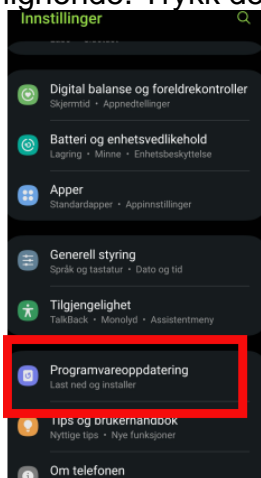 Trykk de
Innstillinger
Digital balanse og foreldrekontroller
Skjermtid • Appnedtellinger
Batteri og enhetsvedlikehold
Lagring • Minne • Enhetsbeskyttelse
Apper
Standardapper • Appinnstillinger
Generell styring
Språk og tastatur • Dato og tid
Tilgjengelighet
TalkBack • Monolyd • Assistentmeny
Programvareoppdatering
Last ned og installer
Tips og brukerhåndbok
Nyttige tips • Nye funksjoner
Om telefonen